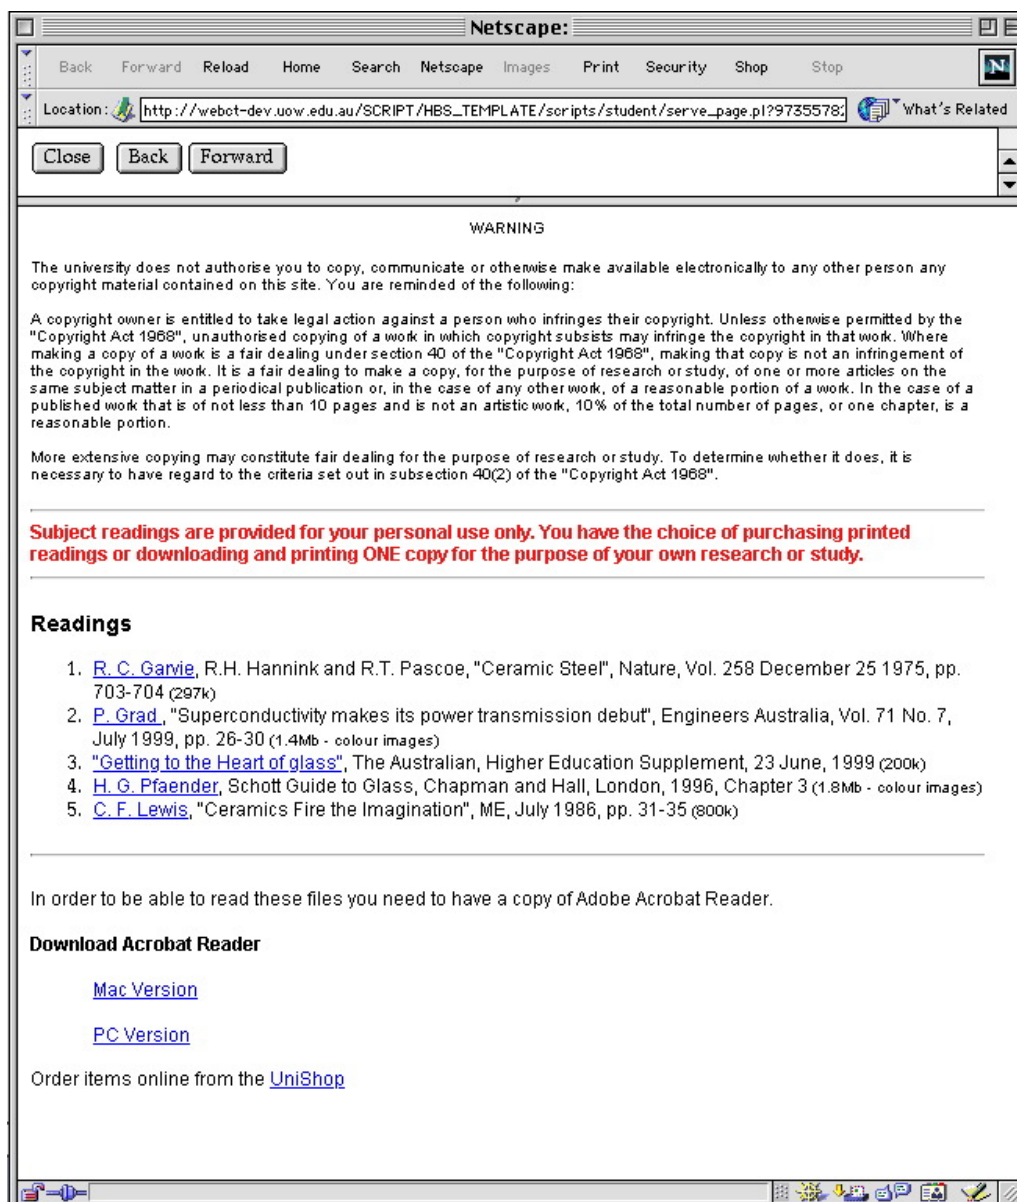 Netscape:
Back Forward Reload Home Search Netscape Images Print Security Shop Stop
N
Location: http://webct-dev.uow.edu.au/SCRIPT/HBS_TEMPLATE/scripts/student/serve_page.pl?97355782 What's Related
Close Back Forward
WARNING
The university does not authorise you to copy, communicate or otherwise make available electronically to any other person any
copyright material contained on this site. You are reminded of the following:
A copyright owner is entitled to take legal action against a person who infringes their copyright. Unless otherwise permitted by the
"Copyright Act 1968", unauthorised copying of a work in which copyright subsists may infringe the copyright in that work. Where
making a copy of a work is a fair dealing under section 40 of the "Copyright Act 1968", making that copy is not an infringement of
the copyright in the work. It is a fair dealing to make a copy, for the purpose of research or study, of one or more articles on the
same subject matter in a periodical publication or, in the case of any other work, of a reasonable portion of a work. In the case of a
published work that is of not less than 10 pages and is not an artistic work, 10% of the total number of pages, or one chapter, is a
reasonable portion.
More extensive copying may constitute fair dealing for the purpose of research or study. To determine whether it does, it is
necessary to have regard to the criteria set out in subsection 40(2) of the "Copyright Act 1968".
Subject readings are provided for your personal use only. You have the choice of purchasing printed
readings or downloading and printing ONE copy for the purpose of your own research or study.
Readings
1. R. C. Garvie, R.H. Hannink and R.T. Pascoe, "Ceramic Steel", Nature, Vol. 258 December 25 1975, pp.
703-704 (297k)
2. P. Grad , "Superconductivity makes its power transmission debut", Engineers Australia, Vol. 71 No. 7,
July 1999, pp. 26-30 (1.4Mb - colour images)
3. "Getting to the Heart of glass", The Australian, Higher Education Supplement, 23 June, 1999 (200k)
4. H. G. Pfaender, Schott Guide to Glass, Chapman and Hall, London, 1996, Chapter 3 (1.8Mb - colour images)
5. C. F. Lewis, "Ceramics Fire the Imagination", ME, July 1986, pp. 31-35 (800k)
In order to be able to read these files you need to have a copy of Adobe Acrobat Reader.
Download Acrobat Reader
Mac Version
PC Version
Order items online from the UniShop